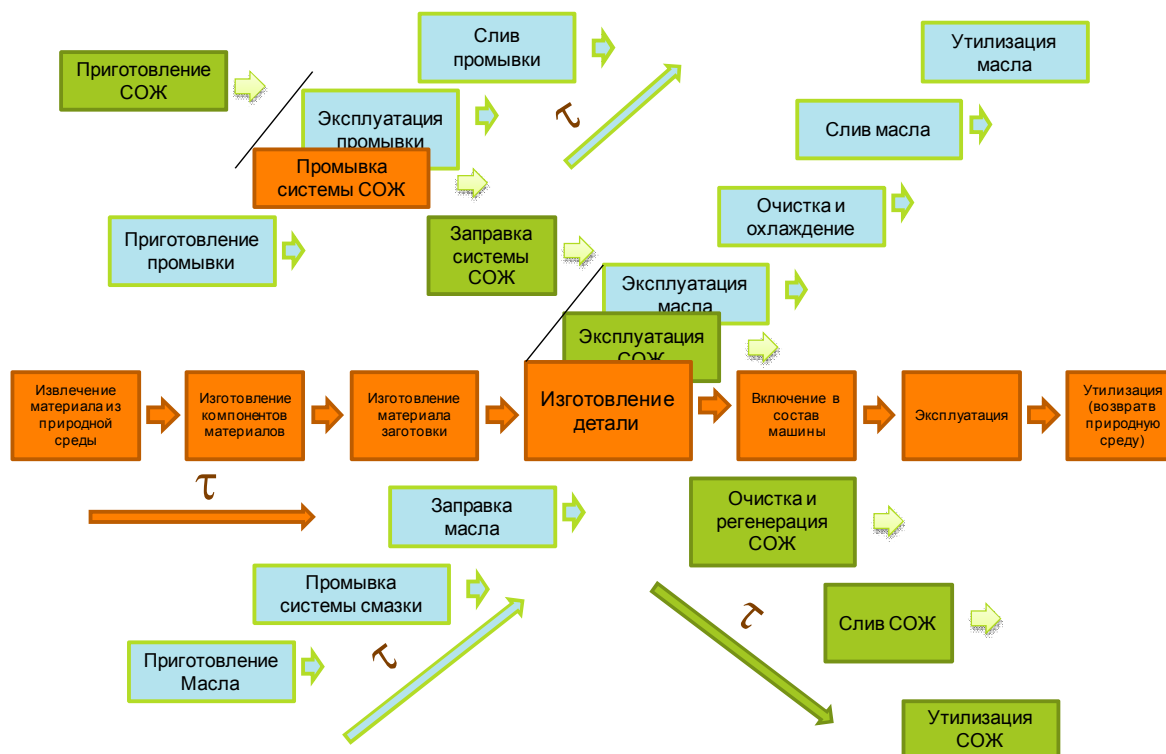 Слив
промывки
Утилизация
масла
Приготовление
СОЖ
Эксплуатация
промывки
τ
Слив масла
Промывка
системы СОЖ
Очистка и
охлаждение
Приготовление
промывки
Заправка
системы
СОЖ
Эксплуатация
масла
Эксплуатация
СОЖ
Извлечение
материала из
природной
среды
Изготовление
компонентов
материалов
Изготовление
материала
заготовки
Изготовление
детали
Включение в
состав
машины
Эксплуатация
Утилизация
(возвратв
природную
среду)
τ
Заправка
масла
Очистка и
регенерация
СОЖ
Промывка
системы смазки
τ
Слив СОЖ
τ
Приготовление
Масла
Утилизация
СОЖ